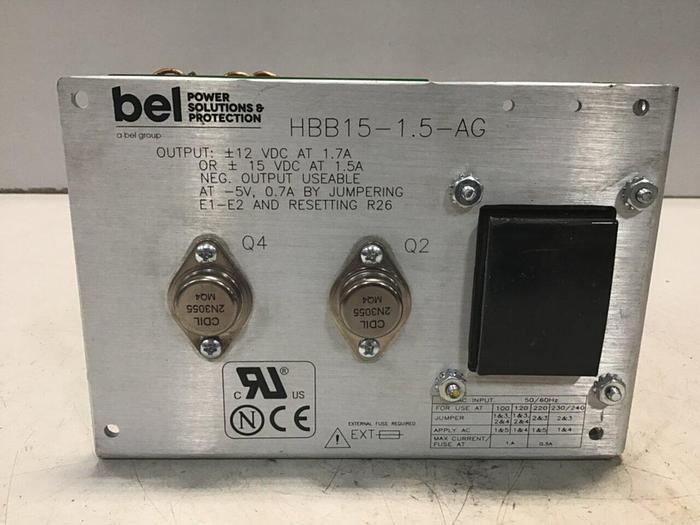 bel POWER SOLUTIONS & PROTECTION
a bel group
HBB15-1.5-AG
OUTPUT: ±12 VDC AT 1.7A
OR ± 15 VDC AT 1.5A
NEG. OUTPUT USEABLE
AT -5V, 0.7A BY JUMPERING
E1-E2 AND RESETTING R26
Q4
Q2
CDIL
2N3055
MQ4
CDIL
2N3055
MQ4
C RU US
N CE
EXTERNAL FUSE REQUIRED
EXT
C INPUT 50/60Hz
FOR USE AT 100 120 220 230/240
JUMPER 1&3, 2&4 1&3, 2&4 2&3 2&3
APPLY AC 1&5 1&4 1&5 1&4
MAX CURRENT/ FUSE AT 1A 0.5A